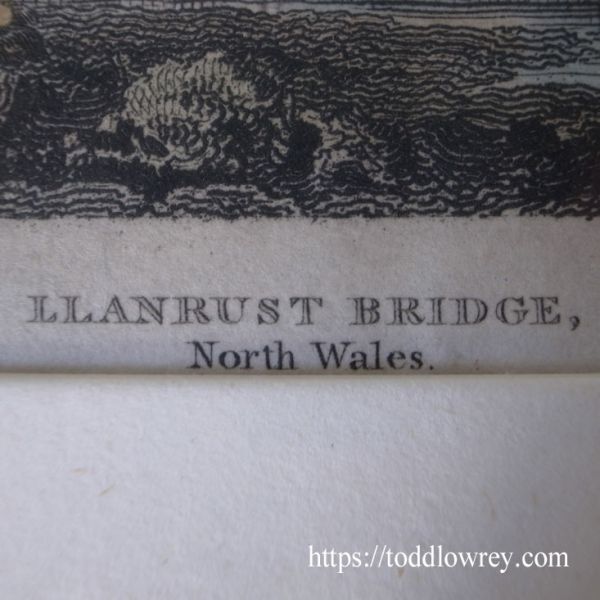 LLANRUST BRIDGE,
North Wales.
https://toddlowrey.com